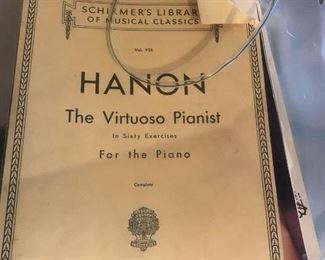 SCHIRMER'S LIBRARY
OF MUSICAL CLASSICS
Vol. 925
HANON
The Virtuoso Pianist
In Sixty Exercises
For the Piano
Complete